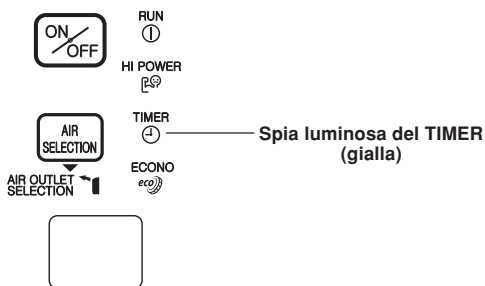 ON/OFF
RUN
HI POWER
AIR
SELECTION
TIMER
AIR OUTLET
SELECTION
ECONO
eco
Spia luminosa del TIMER
(gialla)